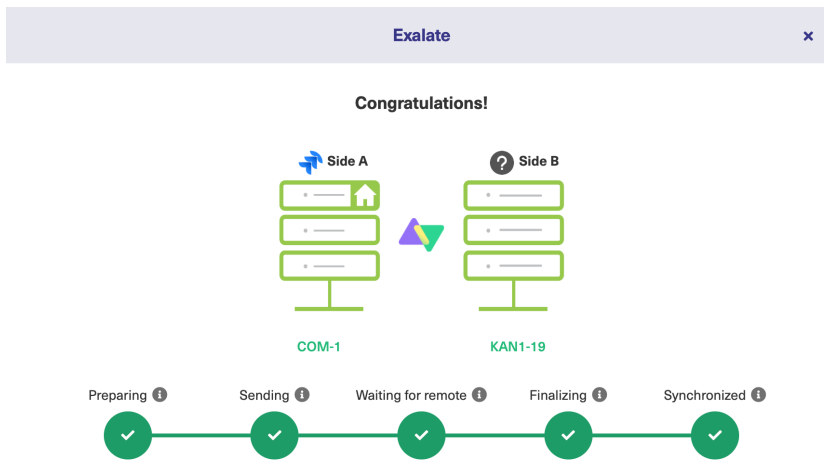 Exalate
Congratulations!
Side A
Side B
COM-1
KAN1-19
Preparing
Sending
Waiting for remote
Finalizing
Synchronized